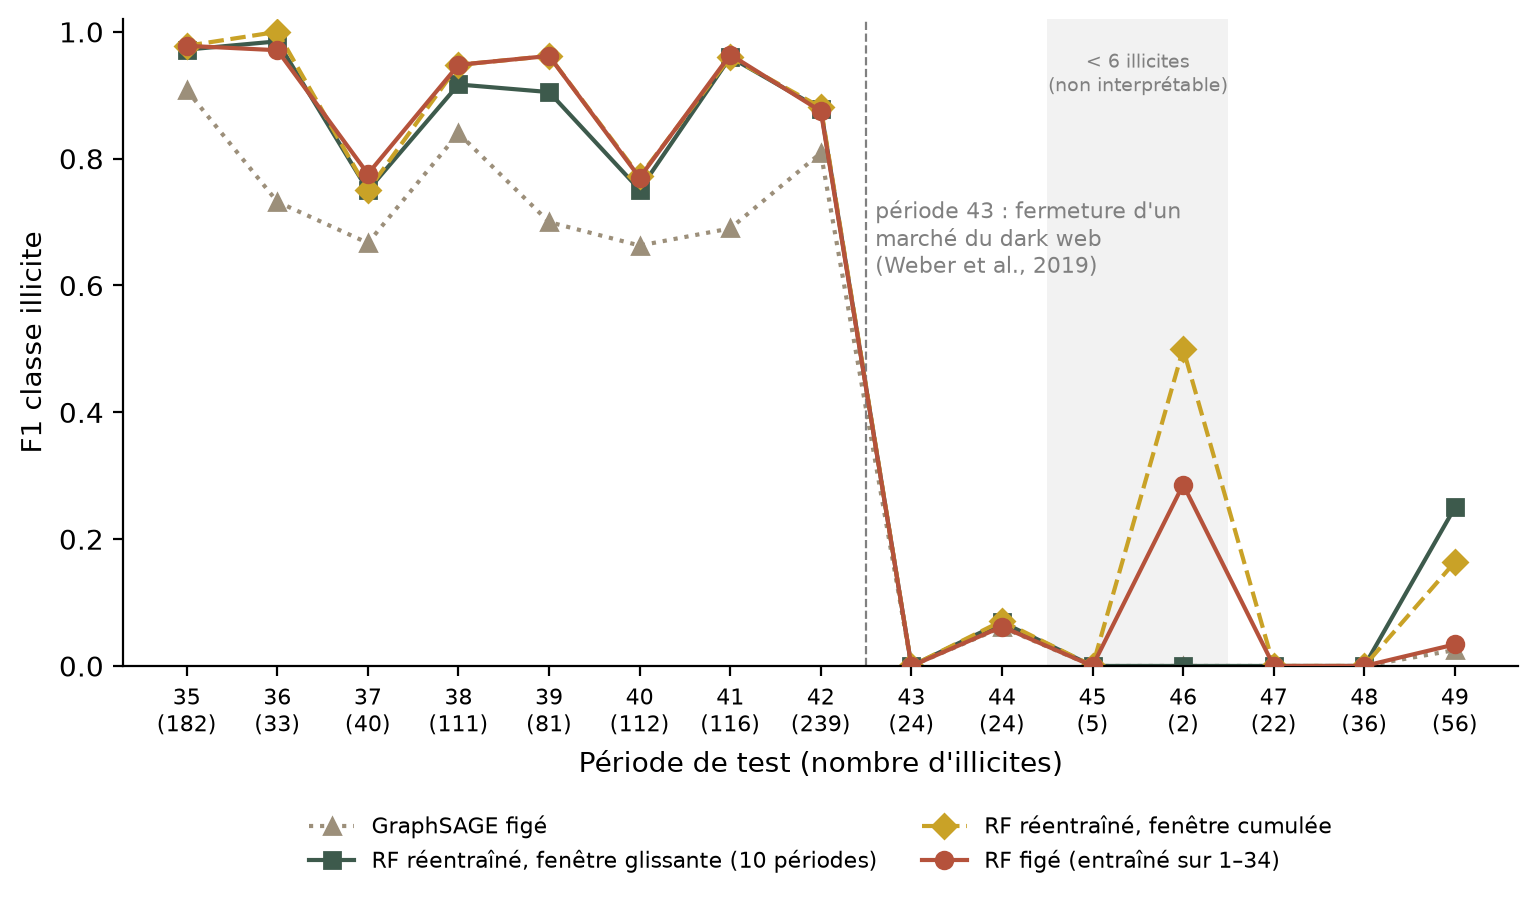 1.0
0.8
0.6
0.4
0.2
0.0
F1 classe illicite
< 6 illicites
(non interprétable)
période 43 : fermeture d'un
marché du dark web
(Weber et al., 2019)
35 36 37 38 39 40 41 42 43 44 45 46 47 48 49
(182) (33) (40) (111) (81) (112) (116) (239) (24) (24) (5) (2) (22) (36) (56)
Période de test (nombre d'illicites)
GraphSAGE figé
RF réentraîné, fenêtre glissante (10 périodes)
RF réentraîné, fenêtre cumulée
RF figé (entraîné sur 1–34)